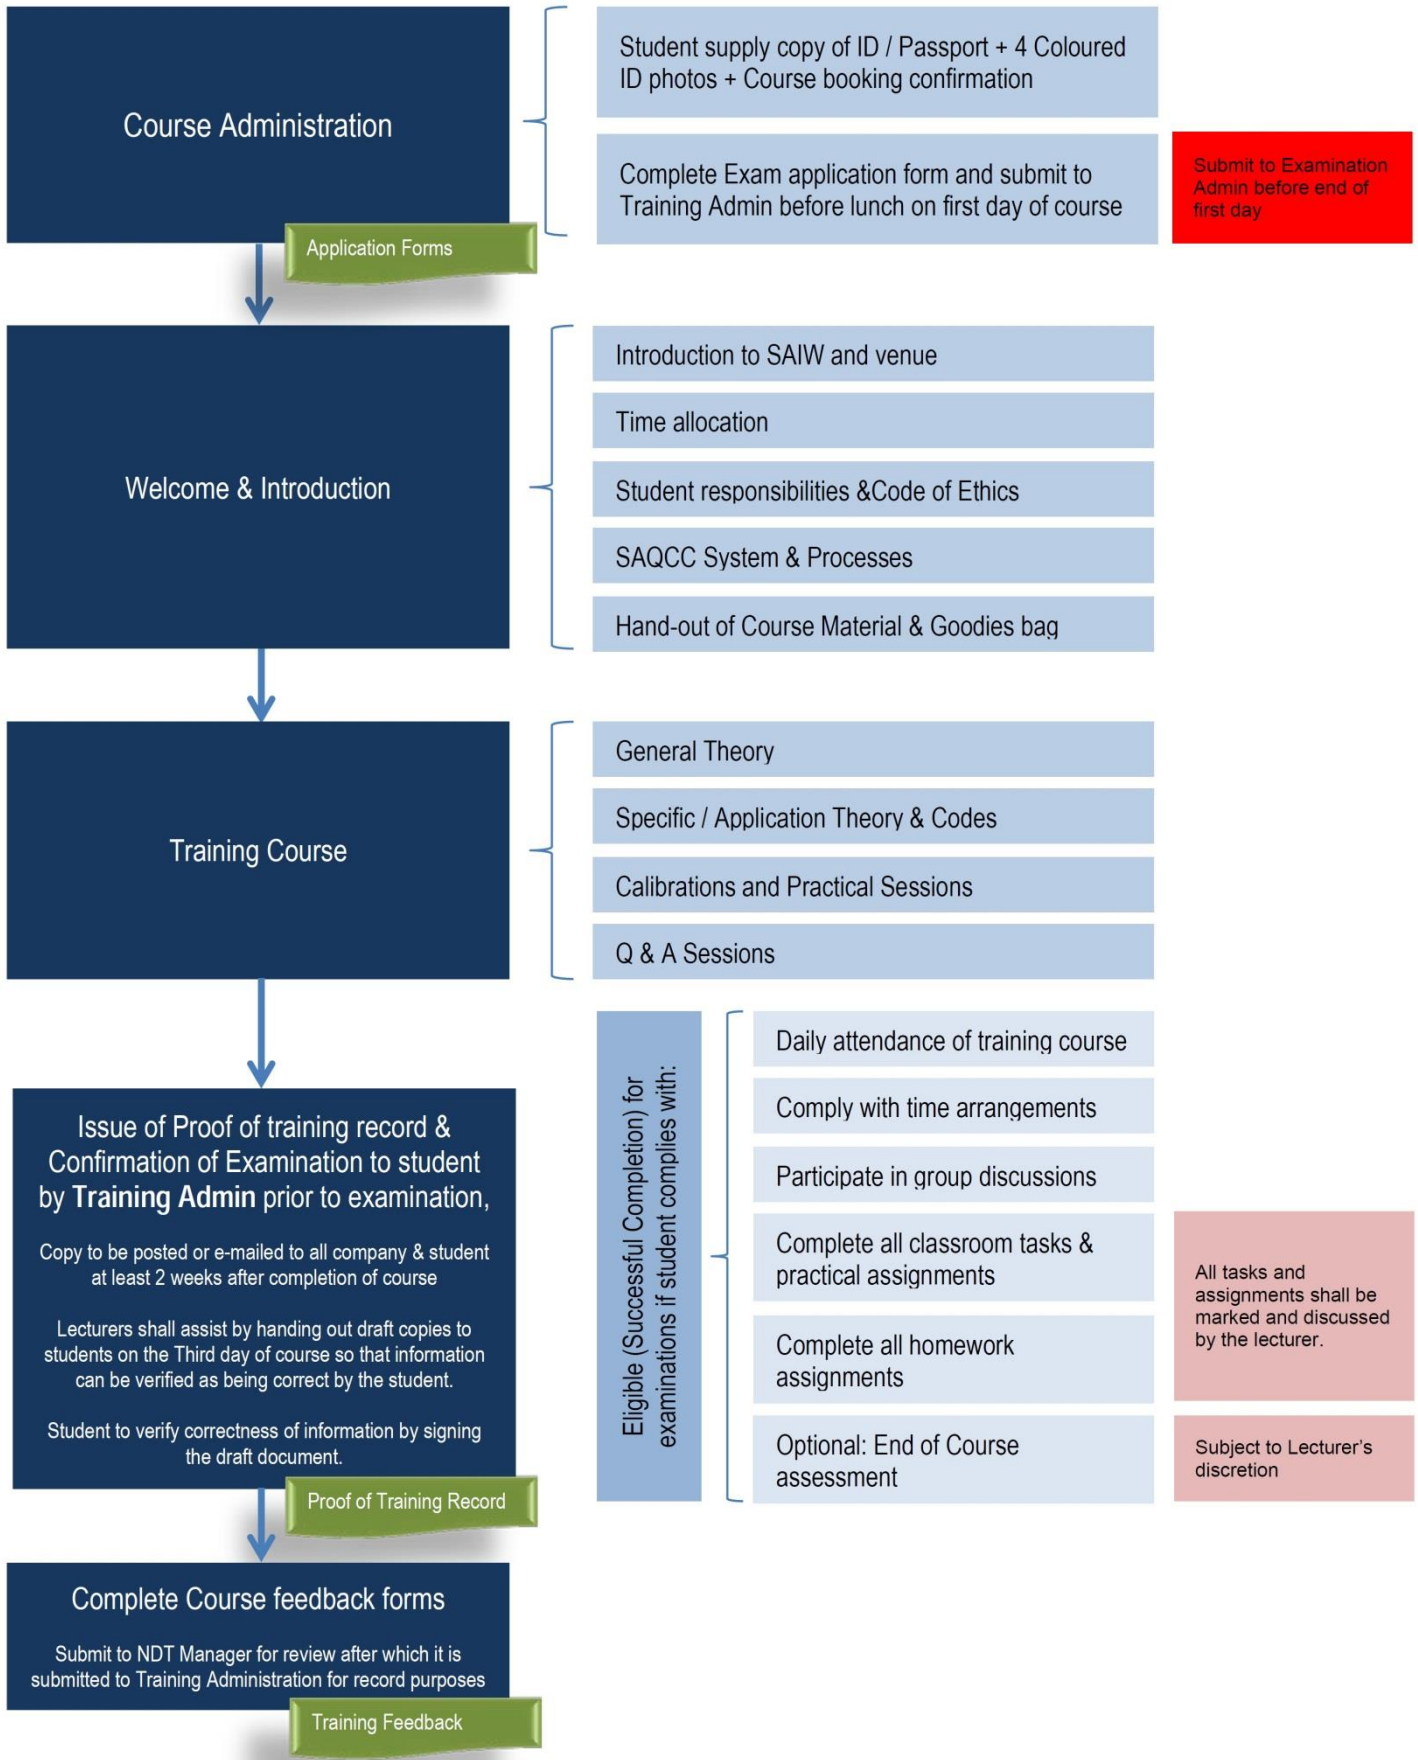 Course Administration
Student supply copy of ID / Passport + 4 Coloured
ID photos + Course booking confirmation
Complete Exam application form and submit to
Training Admin before lunch on first day of course
Submit to Examination
Admin before end of
first day
Application Forms
Welcome & Introduction
Introduction to SAIW and venue
Time allocation
Student responsibilities &Code of Ethics
SAQCC System & Processes
Hand-out of Course Material & Goodies bag
Training Course
General Theory
Specific / Application Theory & Codes
Calibrations and Practical Sessions
Q & A Sessions
Issue of Proof of training record &
Confirmation of Examination to student
by Training Admin prior to examination,
Copy to be posted or e-mailed to all company & student
at least 2 weeks after completion of course
Lecturers shall assist by handing out draft copies to
students on the Third day of course so that information
can be verified as being correct by the student.
Student to verify correctness of information by signing
the draft document.
Proof of Training Record
Eligible (Successful Completion) for
examinations if student complies with:
Daily attendance of training course
Comply with time arrangements
Participate in group discussions
Complete all classroom tasks &
practical assignments
Complete all homework
assignments
Optional: End of Course
assessment
All tasks and
assignments shall be
marked and discussed
by the lecturer.
Subject to Lecturer’s
discretion
Complete Course feedback forms
Submit to NDT Manager for review after which it is
submitted to Training Administration for record purposes
Training Feedback